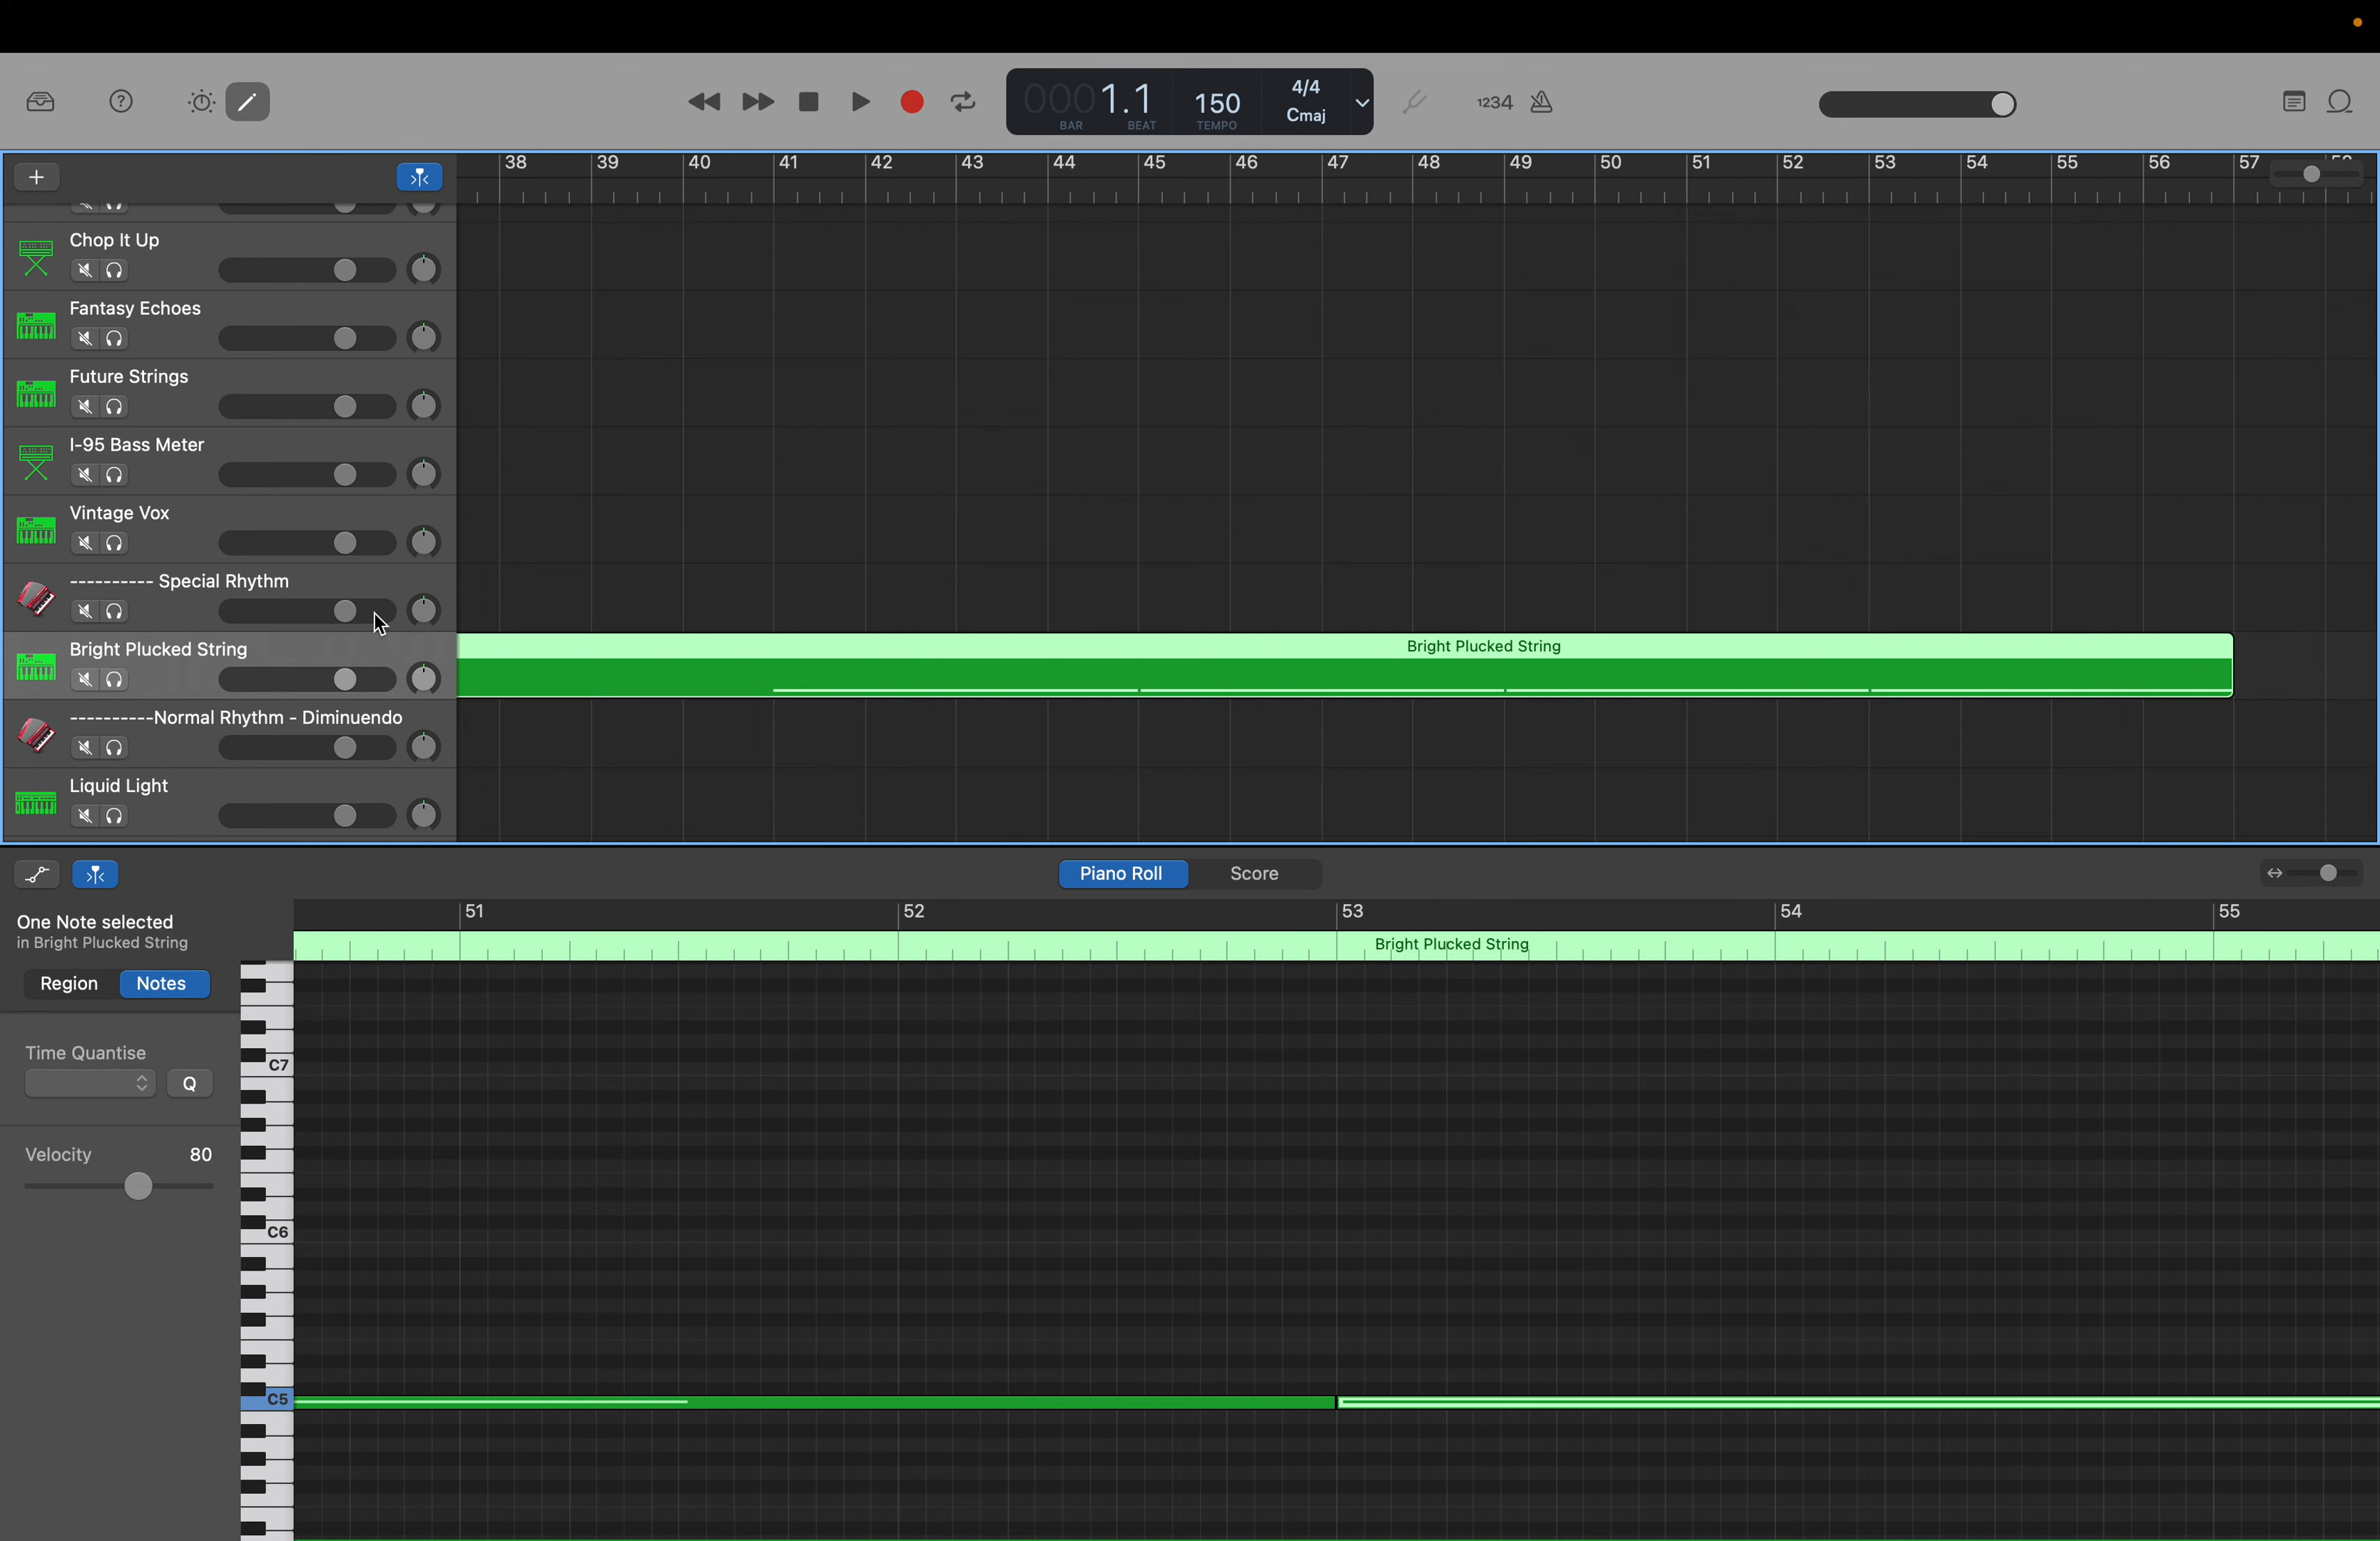 0001.1
BAR BEAT
150
TEMPO
4/4
Cmaj
1234
38 39 40 41 42 43 44 45 46 47 48 49 50 51 52 53 54 55 56 57
Chop It Up
Fantasy Echoes
Future Strings
I-95 Bass Meter
Vintage Vox
---------- Special Rhythm
Bright Plucked String
Bright Plucked String
----------Normal Rhythm - Diminuendo
Liquid Light
Piano Roll Score
51 52 53 54 55
One Note selected
in Bright Plucked String
Bright Plucked String
Region Notes
Time Quantise
Q
Velocity 80
C7
C6
C5